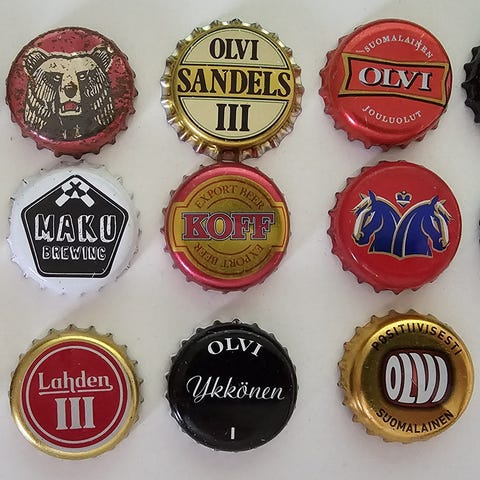 OLVI
SANDELS
III
SUOMALAINEN
OLVI
JOULUOLUT
MAKU
BREWING
EXPORT BEER
KOFF
EXPORT BEER
Lahden
III
OLVI
Ykkönen
I
POSITIIVISESTI
OLVI
SUOMALAINEN